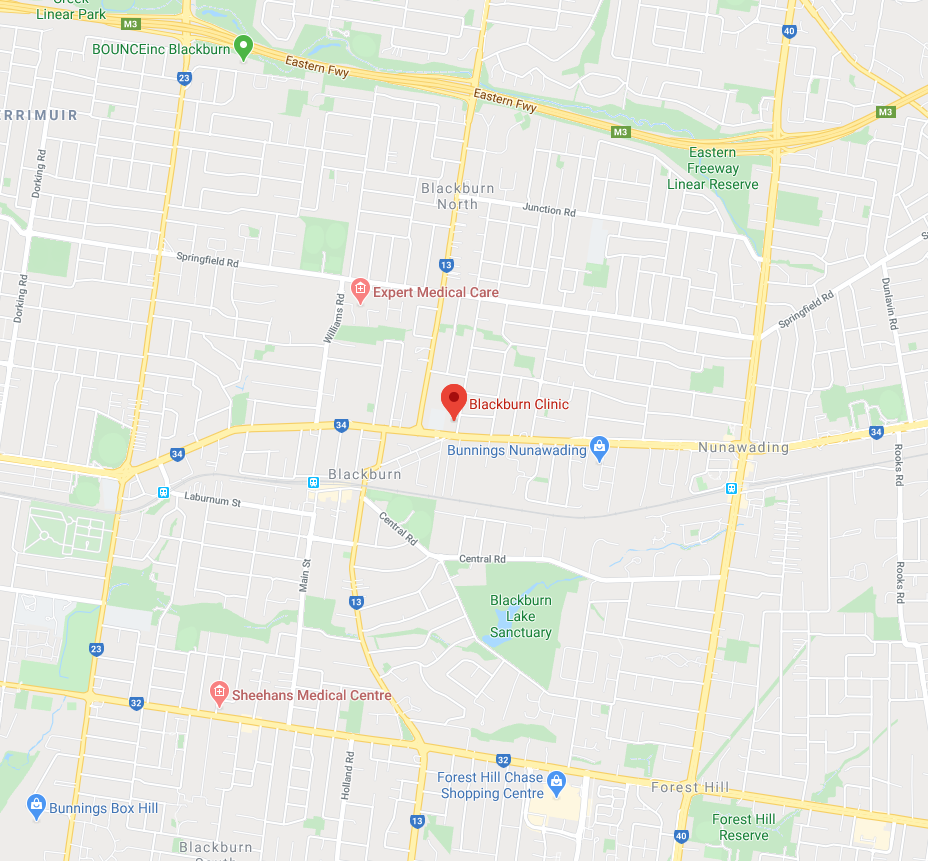 Creek
Linear Park
M3
40
BOUNCEinc Blackburn
Eastern Fwy
23
Eastern Fwy
M3
ERRIMUIR
M3
Eastern
Freeway
Linear Reserve
Dorking Rd
Blackburn
North
Junction Rd
Springfield Rd
13
Dorking Rd
Expert Medical Care
Dunlavin Rd
Springfield Rd
Williams Rd
Blackburn Clinic
34
34
34
Bunnings Nunawading
Nunawading
Rooks Rd
Blackburn
Laburnum St
Central Rd
Central Rd
Main St
Rooks Rd
13
Blackburn
Lake
Sanctuary
23
Sheehans Medical Centre
32
32
Holland Rd
Forest Hill Chase
Shopping Centre
Forest Hill
Bunnings Box Hill
13
40
Forest Hill
Reserve
Blackburn
South